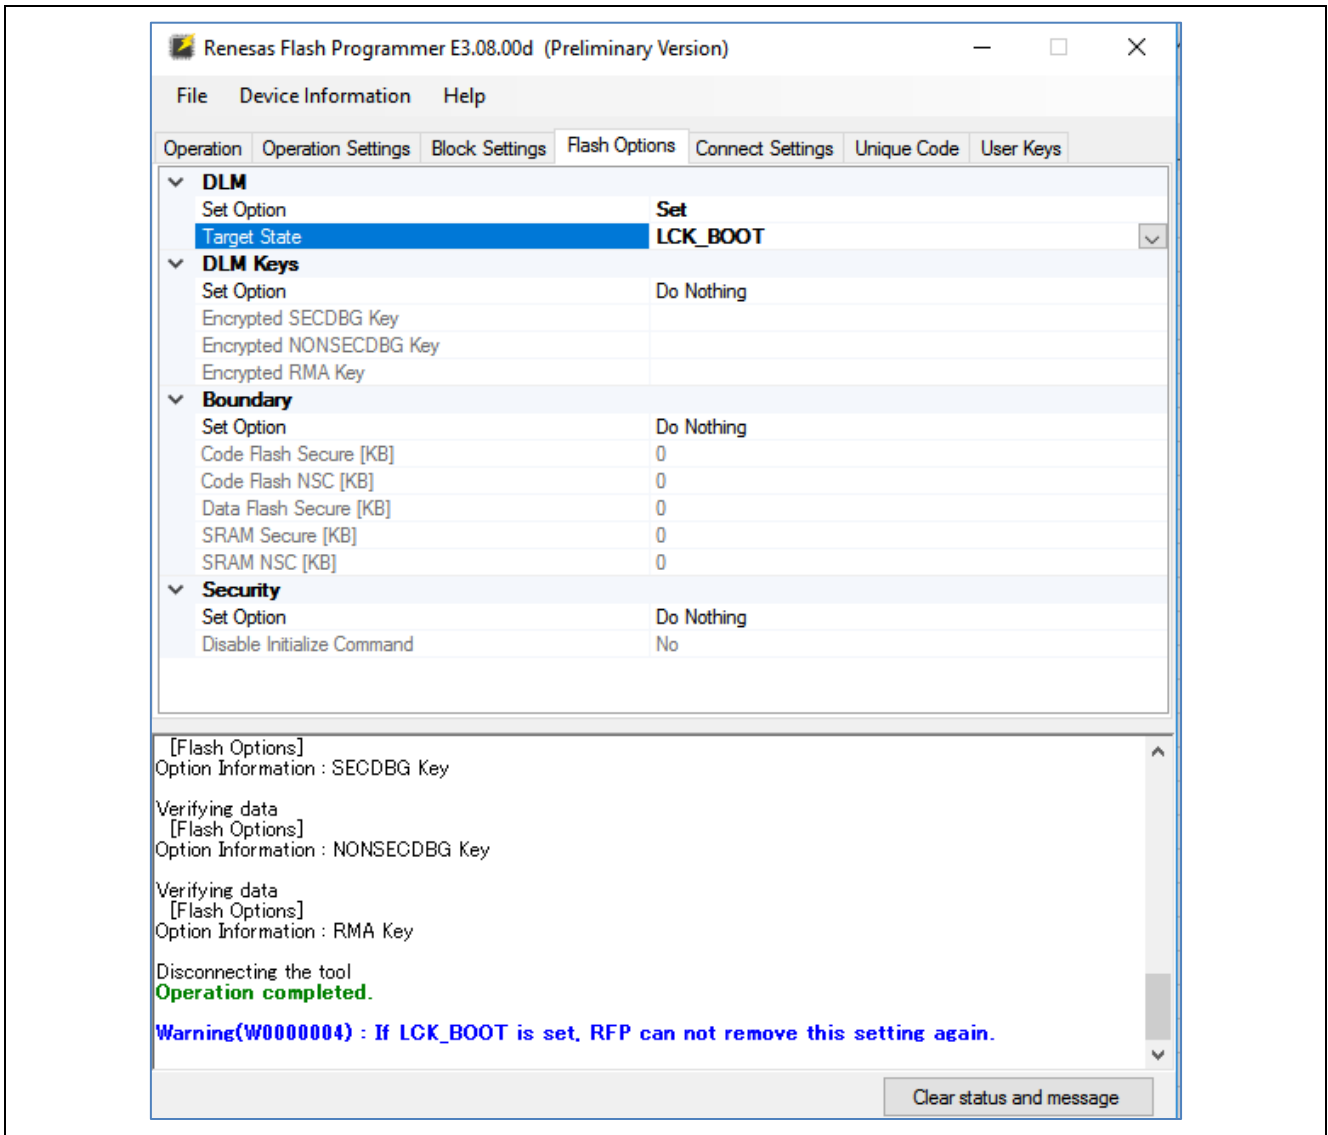 Renesas Flash Programmer E3.08.00d (Preliminary Version)
File Device Information Help
Operation Operation Settings Block Settings Flash Options Connect Settings Unique Code User Keys
DLM
Set Option Set
Target State LCK_BOOT
DLM Keys
Set Option Do Nothing
Encrypted SECDBG Key
Encrypted NONSECDBG Key
Encrypted RMA Key
Boundary
Set Option Do Nothing
Code Flash Secure [KB] 0
Code Flash NSC [KB] 0
Data Flash Secure [KB] 0
SRAM Secure [KB] 0
SRAM NSC [KB] 0
Security
Set Option Do Nothing
Disable Initialize Command No
[Flash Options]
Option Information : SECDBG Key
Verifying data
[Flash Options]
Option Information : NONSECDBG Key
Verifying data
[Flash Options]
Option Information : RMA Key
Disconnecting the tool
Operation completed.
Warning(W0000004) : If LCK_BOOT is set, RFP can not remove this setting again.
Clear status and message